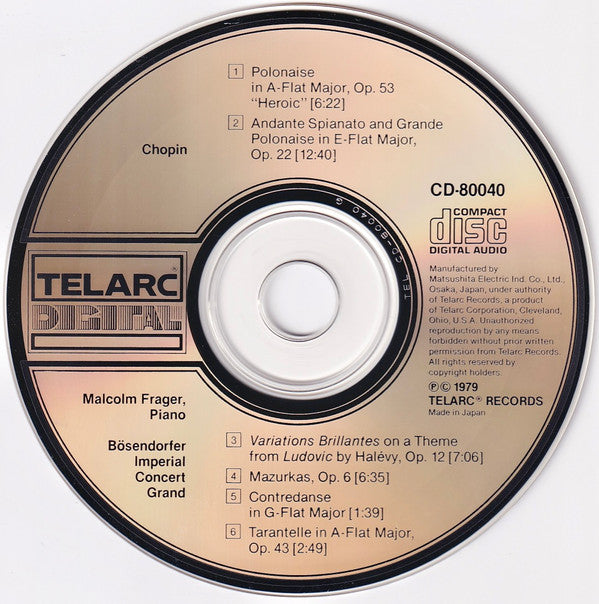 1 Polonaise
in A-Flat Major, Op. 53
"Heroic" [6:22]
2 Andante Spianato and Grande
Polonaise in E-Flat Major,
Op. 22 [12:40]
Chopin
CD-80040
COMPACT
disc
DIGITAL AUDIO
TEL CD-80040 G
TELARC®
DIGITAL
Manufactured by
Matsushita Electric Ind. Co., Ltd.,
Osaka, Japan, under authority
of Telarc Records, a product
of Telarc Corporation, Cleveland,
Ohio, U.S.A. Unauthorized
reproduction by any means
forbidden without prior written
permission from Telarc Records.
All rights reserved by
copyright holders.
℗ © 1979
TELARC® RECORDS
Made in Japan
Malcolm Frager,
Piano
Bösendorfer
Imperial
Concert
Grand
3 Variations Brillantes on a Theme
from Ludovic by Halévy, Op. 12 [7:06]
4 Mazurkas, Op. 6 [6:35]
5 Contredanse
in G-Flat Major [1:39]
6 Tarantelle in A-Flat Major,
Op. 43 [2:49]